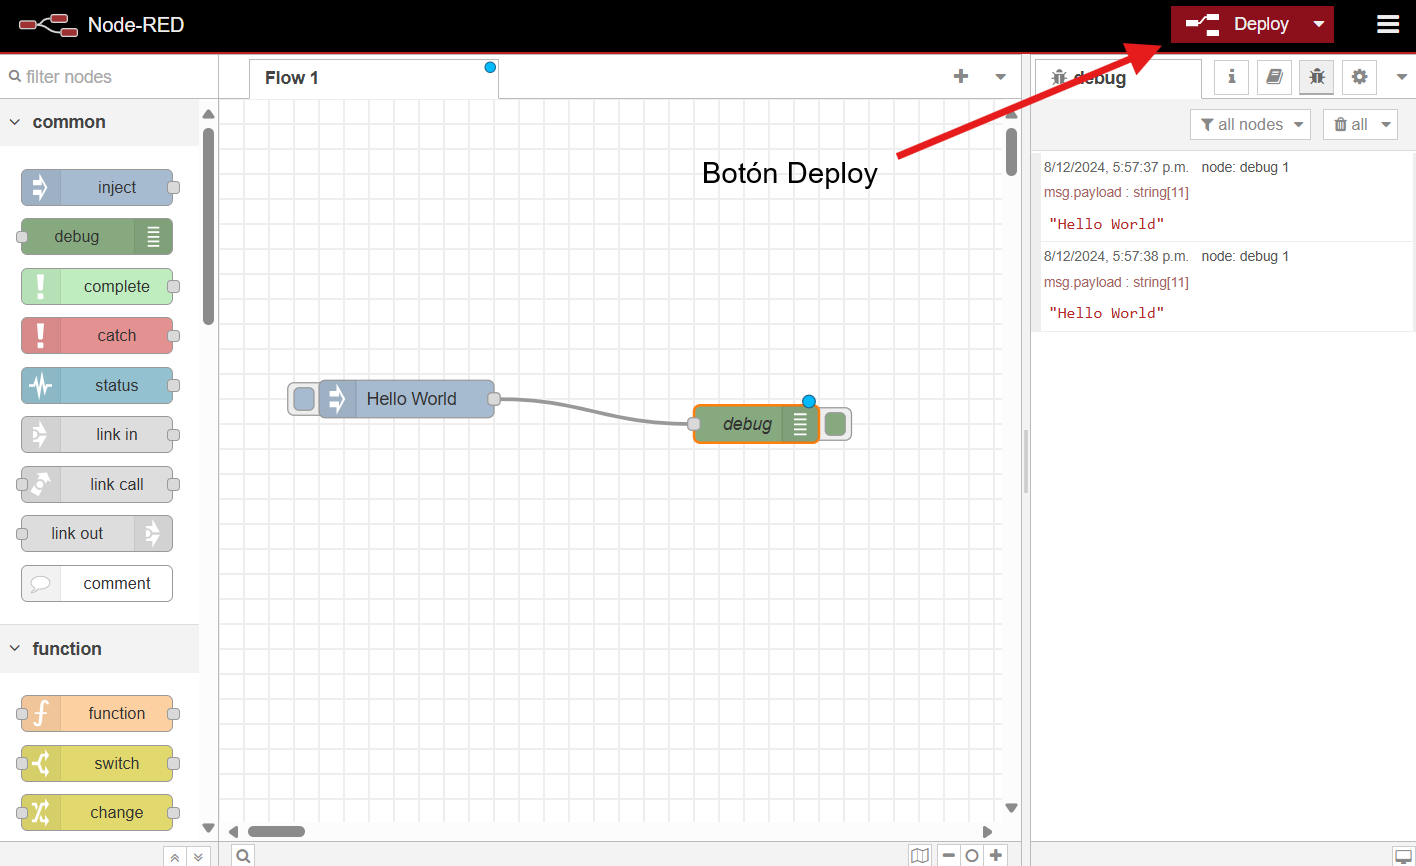 Node-RED
Deploy
filter nodes
Flow 1
debug
i
all nodes
all
common
inject
debug
complete
catch
status
link in
link call
link out
comment
function
function
switch
change
Botón Deploy
Hello World
debug
8/12/2024, 5:57:37 p.m. node: debug 1
msg.payload : string[11]
"Hello World"
8/12/2024, 5:57:38 p.m. node: debug 1
msg.payload : string[11]
"Hello World"